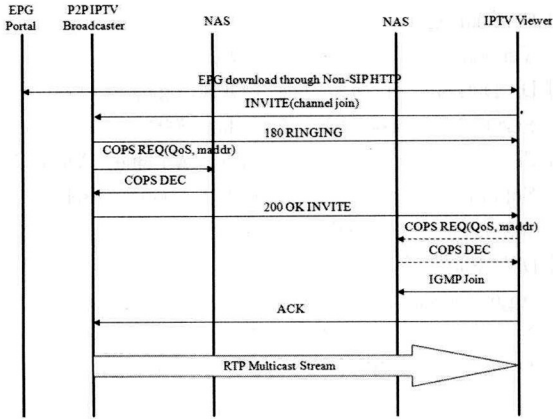 EPG
Portal
P2P IPTV
Broadcaster
NAS
NAS
IPTV Viewer
EPG download through Non-SIP HTTP
INVITE(channel join)
180 RINGING
COPS REQ(QoS, maddr)
COPS DEC
200 OK INVITE
COPS REQ(QoS, maddr)
COPS DEC
IGMP Join
ACK
RTP Multicast Stream